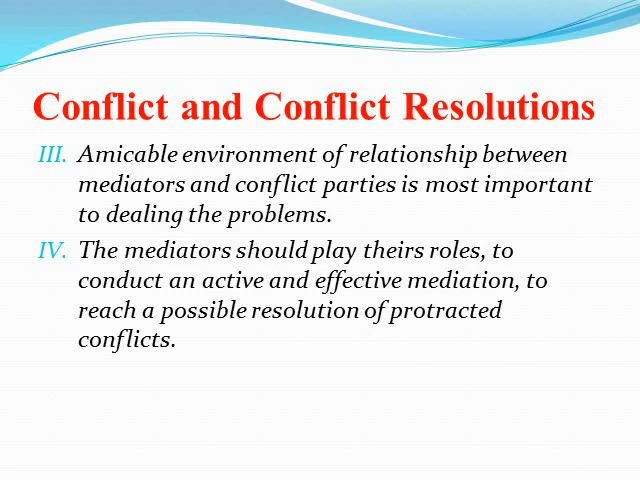 Conflict and Conflict Resolutions
III. Amicable environment of relationship between
mediators and conflict parties is most important
to dealing the problems.
IV. The mediators should play theirs roles, to
conduct an active and effective mediation, to
reach a possible resolution of protracted
conflicts.